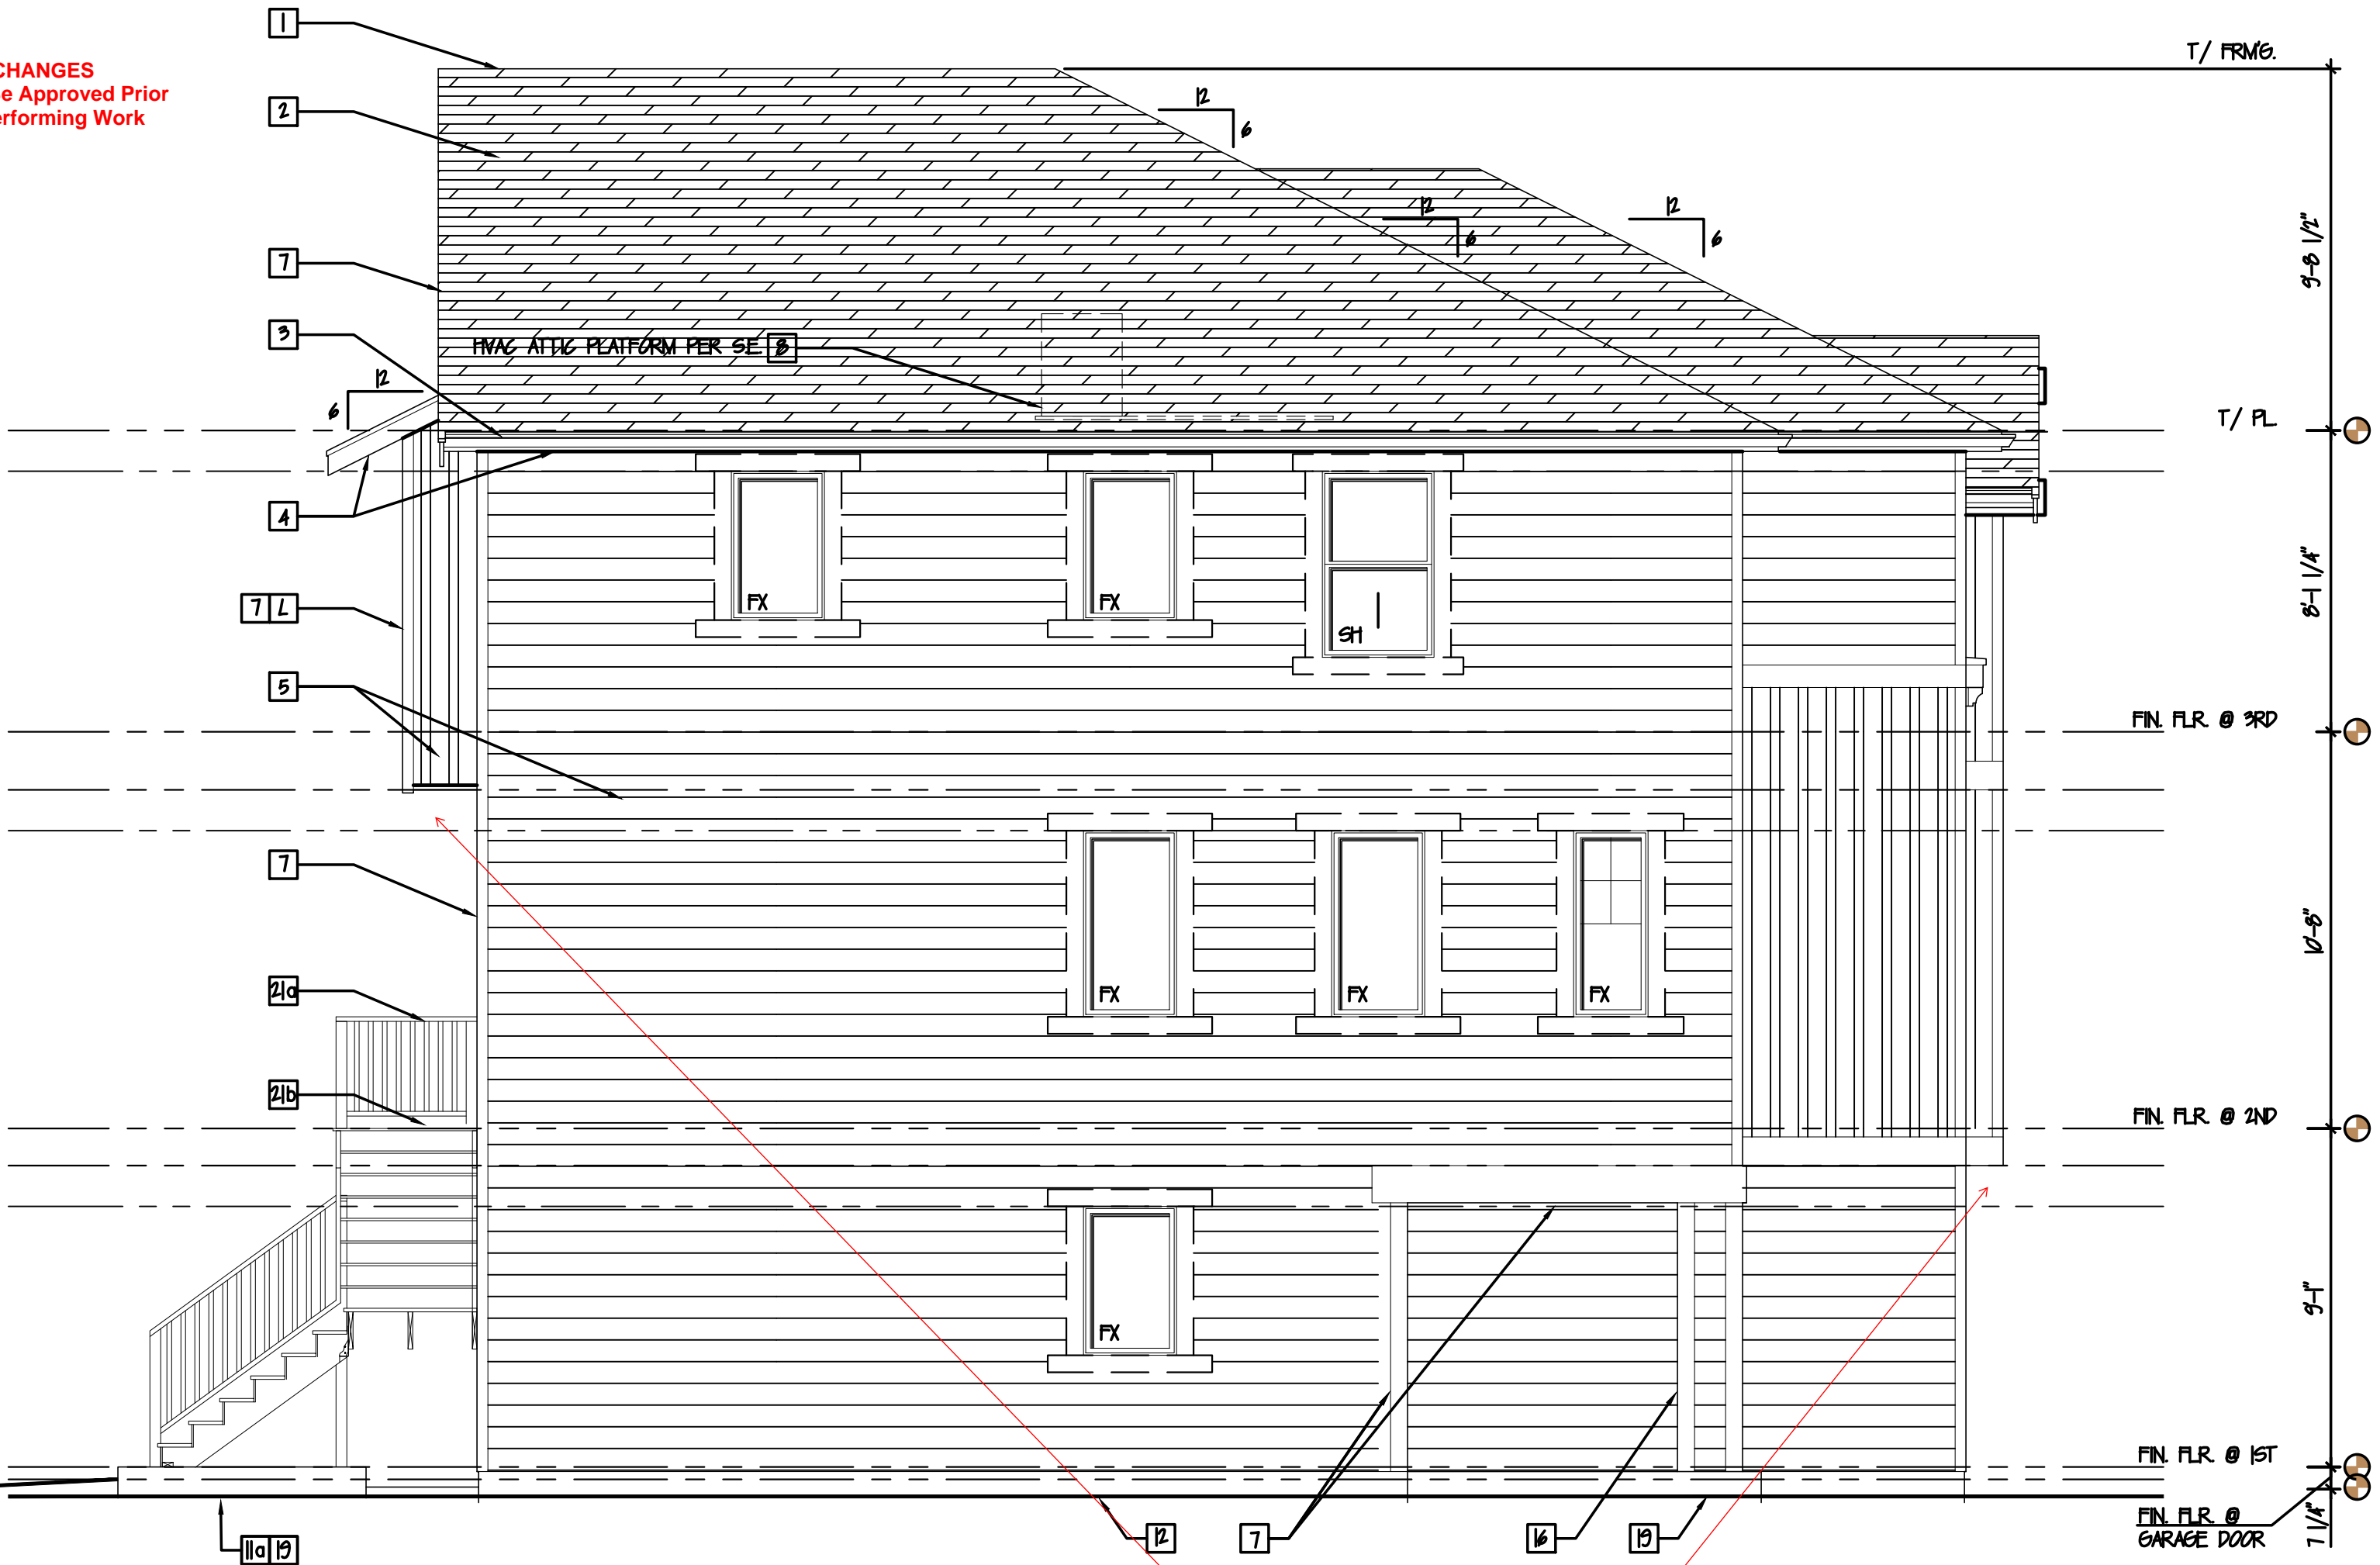 1
T/ FRM'G.
CHANGES
e Approved Prior
erforming Work
2
12
6
12
6
12
6
9'-8 1/2"
7
3
HVAC ATTIC PLATFORM PER S.E. 8
12
6
T/ PL.
4
8'-1 1/4"
FX
FX
SH
7 L
5
FIN. FLR. @ 3RD
7
10'-8"
21a
FX
FX
FX
21b
FIN. FLR. @ 2ND
9'-1"
FX
FIN. FLR. @ 1ST
FIN. FLR. @
GARAGE DOOR
7 1/4"
11a 19
12
7
16
19